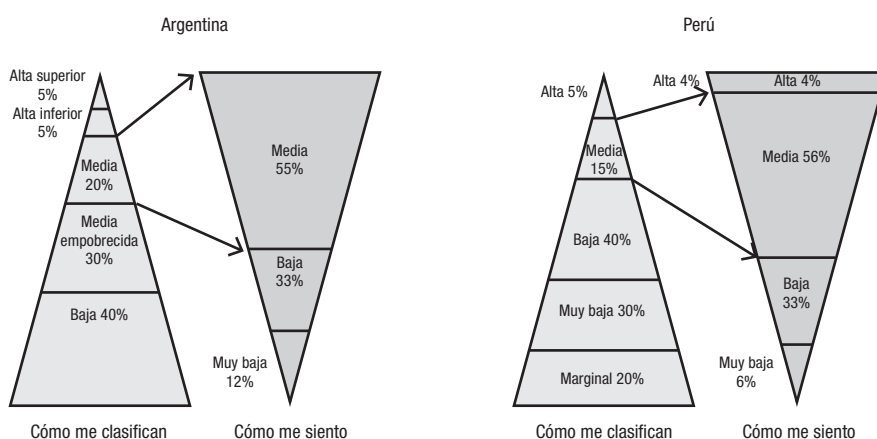 Argentina
Alta superior
5%
Alta inferior
5%
Media
20%
Media
empobrecida
30%
Baja 40%
Cómo me clasifican
Media
55%
Baja
33%
Muy baja
12%
Cómo me siento
Perú
Alta 5%
Media
15%
Baja 40%
Muy baja 30%
Marginal 20%
Cómo me clasifican
Alta 4%
Alta 4%
Media 56%
Baja
33%
Muy baja
6%
Cómo me siento